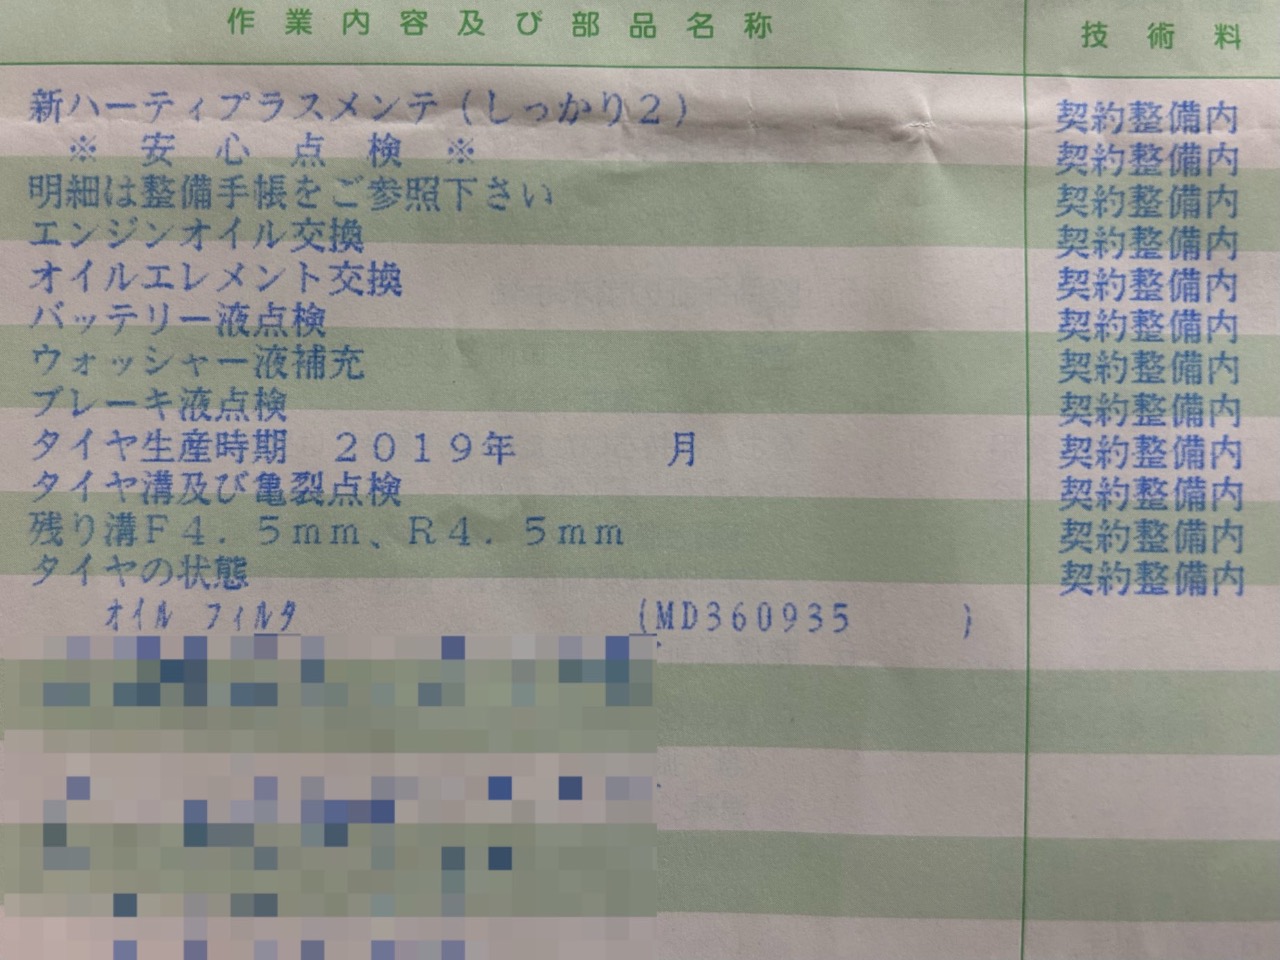 作業内容及び部品名称 技術料
新ハーティプラスメンテ（しっかり２） 契約整備内
※ 安 心 点 検 ※ 契約整備内
明細は整備手帳をご参照下さい 契約整備内
エンジンオイル交換 契約整備内
オイルエレメント交換 契約整備内
バッテリー液点検 契約整備内
ウォッシャー液補充 契約整備内
ブレーキ液点検 契約整備内
タイヤ生産時期 ２０１９年 月 契約整備内
タイヤ溝及び亀裂点検 契約整備内
残り溝Ｆ４．５ｍｍ、Ｒ４．５ｍｍ 契約整備内
タイヤの状態 契約整備内
ｵｲﾙ ﾌｨﾙﾀ (MD360935 )